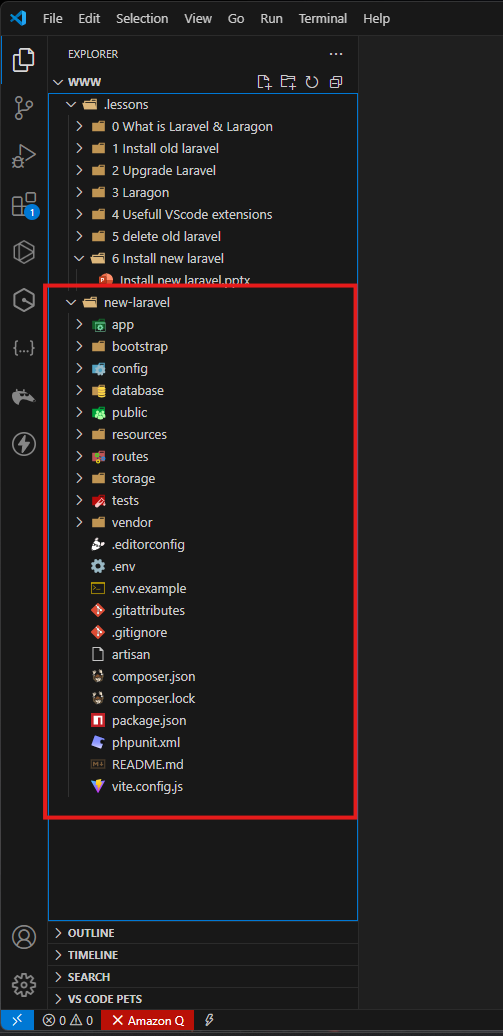 File Edit Selection View Go Run Terminal Help
EXPLORER
WWW
.lessons
0 What is Laravel & Laragon
1 Install old laravel
2 Upgrade Laravel
3 Laragon
4 Usefull VScode extensions
5 delete old laravel
6 Install new laravel
Install new laravel.pptx
new-laravel
app
bootstrap
config
database
public
resources
routes
storage
tests
vendor
.editorconfig
.env
.env.example
.gitattributes
.gitignore
artisan
composer.json
composer.lock
package.json
phpunit.xml
README.md
vite.config.js
OUTLINE
TIMELINE
SEARCH
VS CODE PETS
0 0 Amazon Q
1